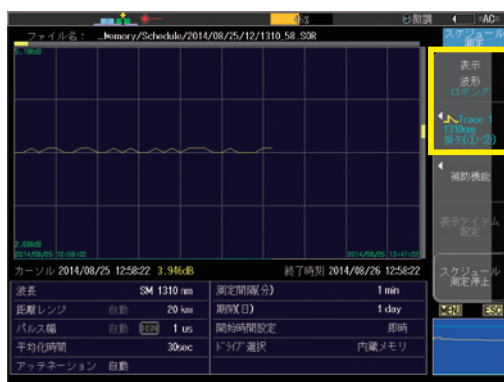 45%
微調
=AC=
ファイル名： ..Memory/Schedule/2014/08/25/12/1310_58.SOR
スケジュール
測定
5.196dB
表示
波形
ロギング
Trace 1
1310nm
損失(①-②)
補助機能
表示アイテム
設定
2.696dB
2014/08/25 12:58:22
2014/08/25 13:47:22
カーソル 2014/08/25 12:58:22 3.946dB
終了時刻 2014/08/26 12:58:22
スケジュール
測定停止
波長 SM 1310 nm 測定間隔(分) 1 min
距離レンジ 自動 20 km 期間(日) 1 day
パルス幅 自動 1 us 開始時間設定 即時
平均化時間 30sec ドライブ選択 内蔵メモリ
アッテネーション 自動
MENU ESC